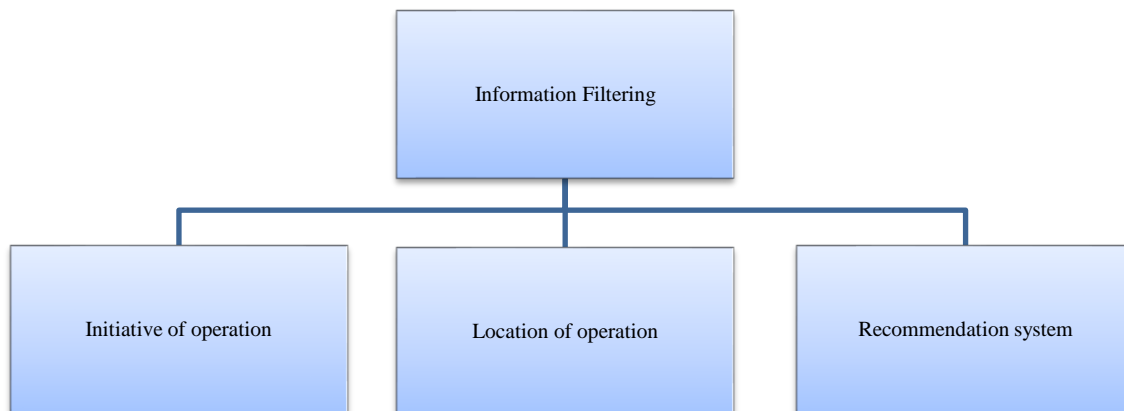 Information Filtering
Initiative of operation
Location of operation
Recommendation system